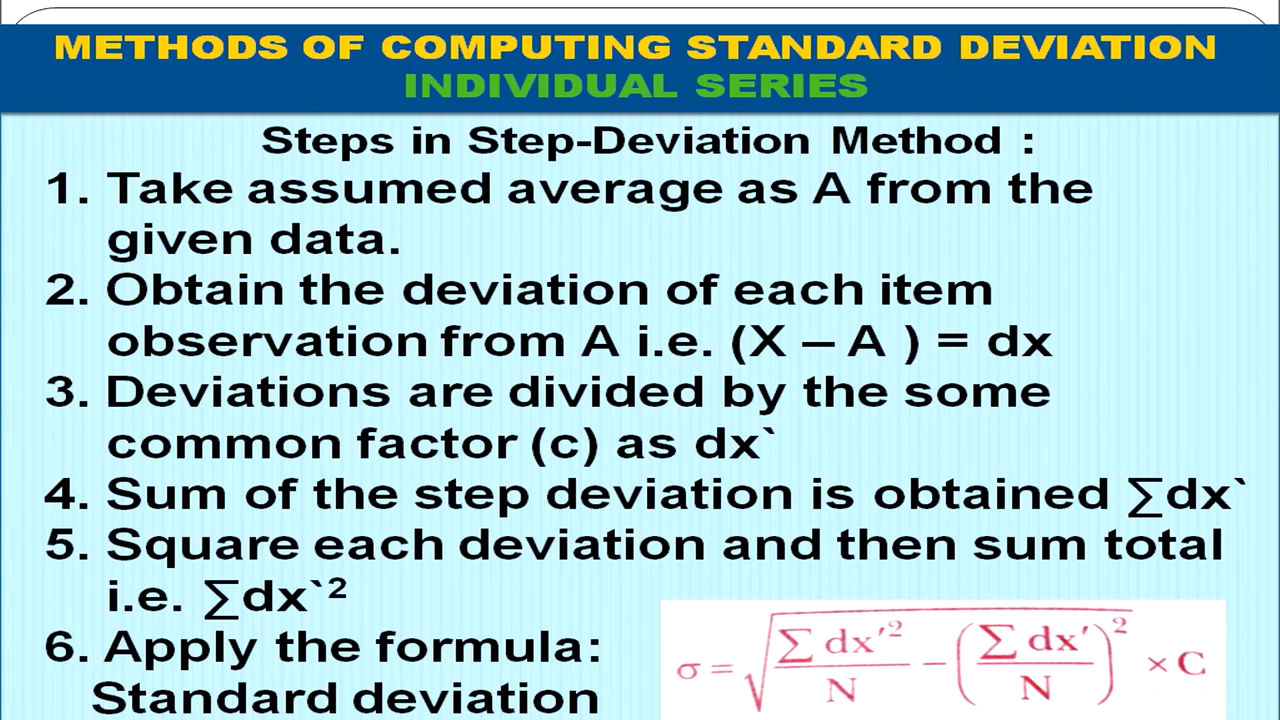 METHODS OF COMPUTING STANDARD DEVIATION
INDIVIDUAL SERIES
Steps in Step-Deviation Method :
1. Take assumed average as A from the
given data.
2. Obtain the deviation of each item
observation from A i.e. (X – A ) = dx
3. Deviations are divided by the some
common factor (c) as dx`
4. Sum of the step deviation is obtained ∑dx`
5. Square each deviation and then sum total
i.e. ∑dx`²
6. Apply the formula:
Standard deviation
σ = √(∑ dx′²/N − (∑ dx′/N)²) × C